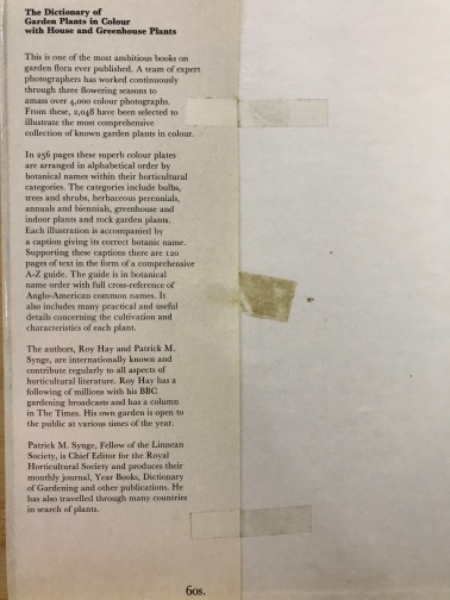 The Dictionary of
Garden Plants in Colour
with House and Greenhouse Plants
This is one of the most ambitious books on
garden flora ever published. A team of expert
photographers has worked continuously
through three flowering seasons to
amass over 4,000 colour photographs.
From these, 2,048 have been selected to
illustrate the most comprehensive
collection of known garden plants in colour.
In 256 pages these superb colour plates
are arranged in alphabetical order by
botanical names within their horticultural
categories. The categories include bulbs,
trees and shrubs, herbaceous perennials,
annuals and biennials, greenhouse and
indoor plants and rock garden plants.
Each illustration is accompanied by
a caption giving its correct botanic name.
Supporting these captions there are 120
pages of text in the form of a comprehensive
A-Z guide. The guide is in botanical
name order with full cross-reference of
Anglo-American common names. It
also includes many practical and useful
details concerning the cultivation and
characteristics of each plant.
The authors, Roy Hay and Patrick M.
Synge, are internationally known and
contribute regularly to all aspects of
horticultural literature. Roy Hay has a
following of millions with his BBC
gardening broadcasts and has a column
in The Times. His own garden is open to
the public at various times of the year.
Patrick M. Synge, Fellow of the Linnean
Society, is Chief Editor for the Royal
Horticultural Society and produces their
monthly journal, Year Books, Dictionary
of Gardening and other publications. He
has also travelled through many countries
in search of plants.
60s.